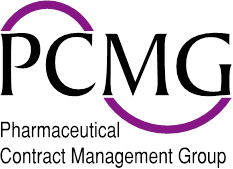 PCMG
Pharmaceutical
Contract Management Group